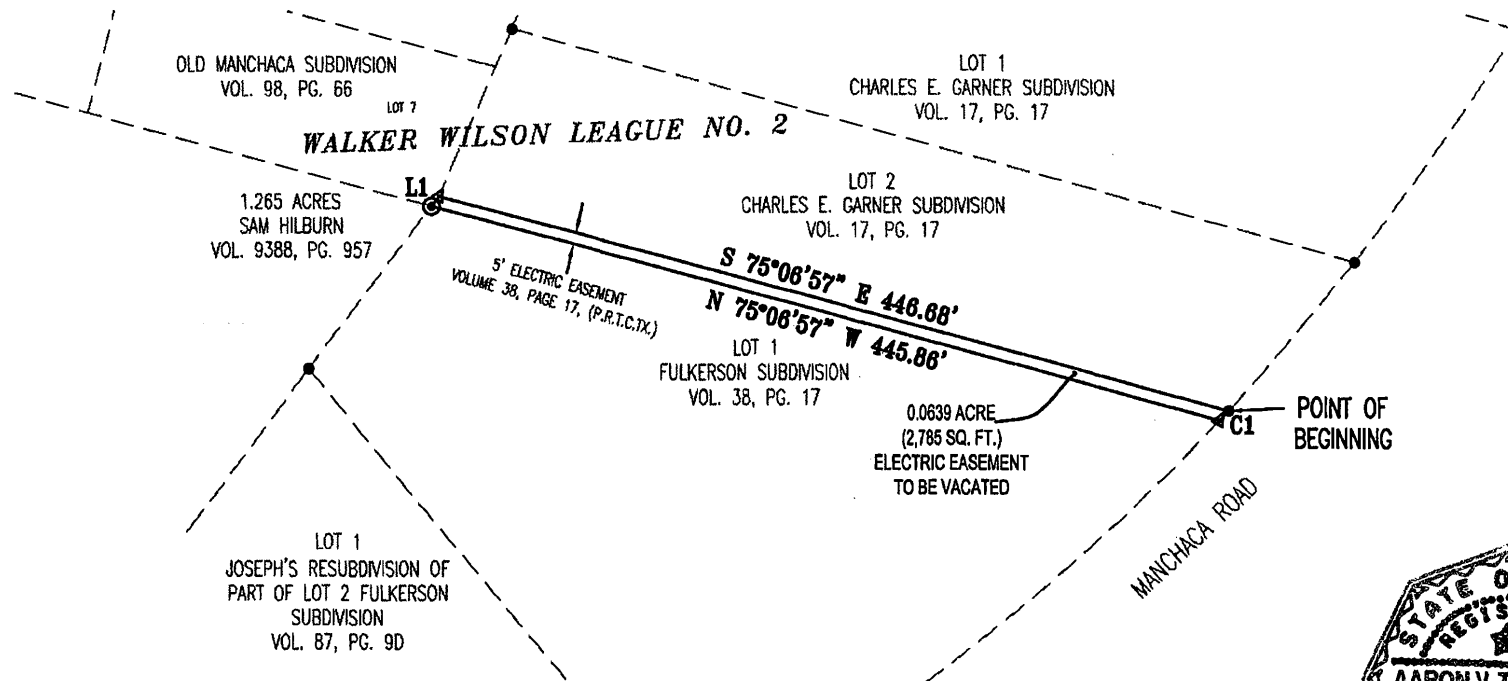 OLD MANCHACA SUBDIVISION
VOL. 98, PG. 66
LOT 7
WALKER WILSON LEAGUE NO. 2
LOT 1
CHARLES E. GARNER SUBDIVISION
VOL. 17, PG. 17
LOT 2
CHARLES E. GARNER SUBDIVISION
VOL. 17, PG. 17
L1
1.265 ACRES
SAM HILBURN
VOL. 9388, PG. 957
5' ELECTRIC EASEMENT
VOLUME 38, PAGE 17, (P.R.T.C.TX.)
S 75°06'57" E 446.68'
N 75°06'57" W 445.86'
LOT 1
FULKERSON SUBDIVISION
VOL. 38, PG. 17
0.0639 ACRE
(2,785 SQ. FT.)
ELECTRIC EASEMENT
TO BE VACATED
C1
POINT OF
BEGINNING
MANCHACA ROAD
LOT 1
JOSEPH'S RESUBDIVISION OF
PART OF LOT 2 FULKERSON
SUBDIVISION
VOL. 87, PG. 9D
STATE O
REGIS
AARON V.